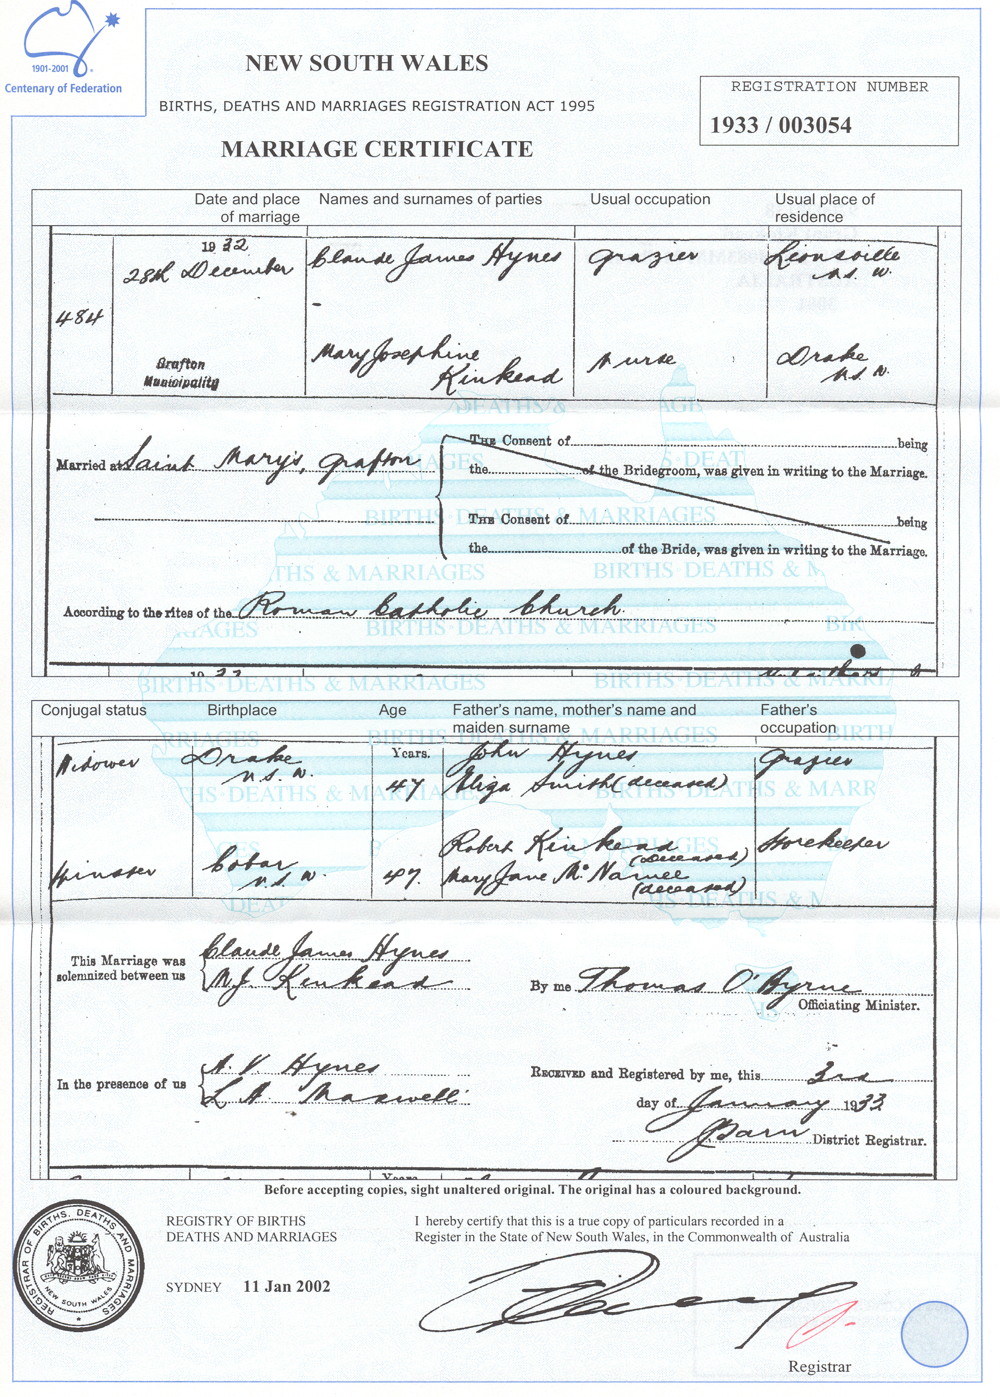 1901-2001
Centenary of Federation
NEW SOUTH WALES
BIRTHS, DEATHS AND MARRIAGES REGISTRATION ACT 1995
MARRIAGE CERTIFICATE
REGISTRATION NUMBER
1933 / 003054
Date and place of marriage
Names and surnames of parties
Usual occupation
Usual place of residence
484
1932
28th December
Grafton
Municipality
Claude James Hynes
Grazier
Lionsville
N.S.W.
Mary Josephine
Kinkead
Nurse
Drake
N.S.W.
Married at Saint Mary's, Grafton
THE Consent of being
the of the Bridegroom, was given in writing to the Marriage.
THE Consent of being
the of the Bride, was given in writing to the Marriage.
According to the rites of the Roman Catholic Church.
Conjugal status
Birthplace
Age
Father's name, mother's name and maiden surname
Father's occupation
Widower
Drake
N.S.W.
Years.
47
John Hynes
Eliza Smith (deceased)
Grazier
Spinster
Cobar
N.S.W.
47.
Robert Kinkead
(deceased)
Mary Jane McNamee
(deceased)
Storekeeper
This Marriage was
solemnized between us
Claude James Hynes
M.J. Kinkead
By me Thomas O'Byrne
Officiating Minister.
In the presence of us
A. V. Hynes
L. A. Maxwell
RECEIVED and Registered by me, this 3rd
day of January 1933
District Registrar.
Before accepting copies, sight unaltered original. The original has a coloured background.
REGISTRY OF BIRTHS
DEATHS AND MARRIAGES
SYDNEY 11 Jan 2002
I hereby certify that this is a true copy of particulars recorded in a
Register in the State of New South Wales, in the Commonwealth of Australia
REGISTRAR OF BIRTHS, DEATHS AND MARRIAGES
NEW SOUTH WALES
Registrar